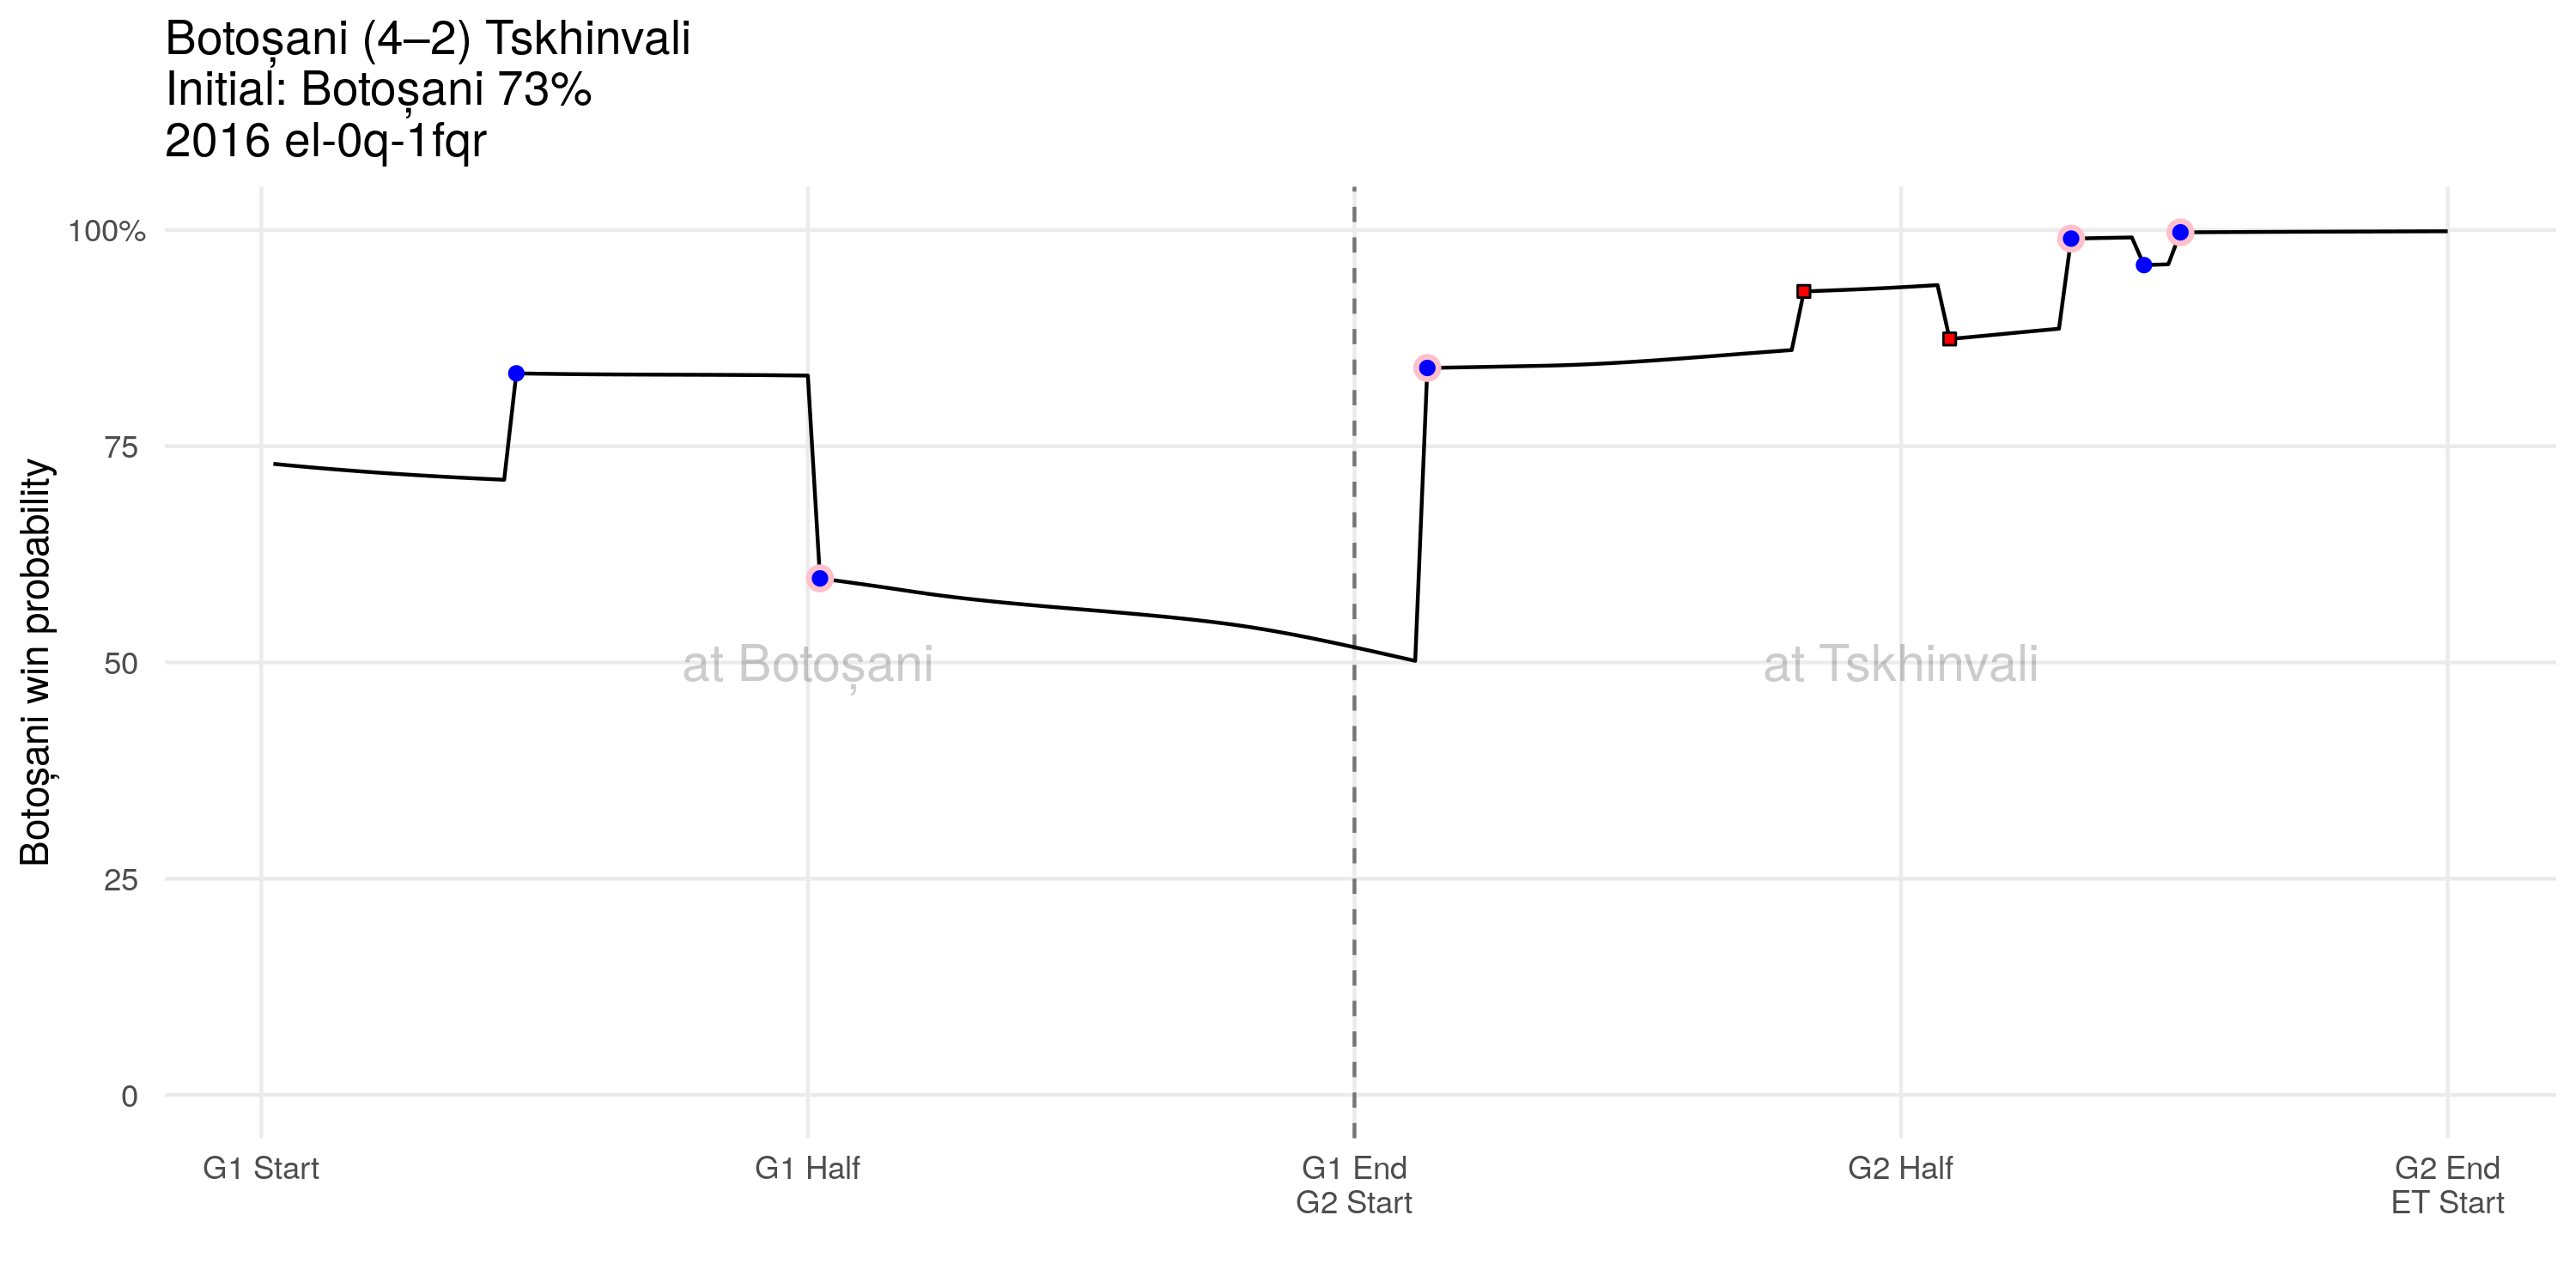 Botoșani (4–2) Tskhinvali
Initial: Botoșani 73%
2016 el-0q-1fqr
Botoșani win probability
100%
75
50
25
0
at Botoșani
at Tskhinvali
G1 Start
G1 Half
G1 End
G2 Start
G2 Half
G2 End
ET Start